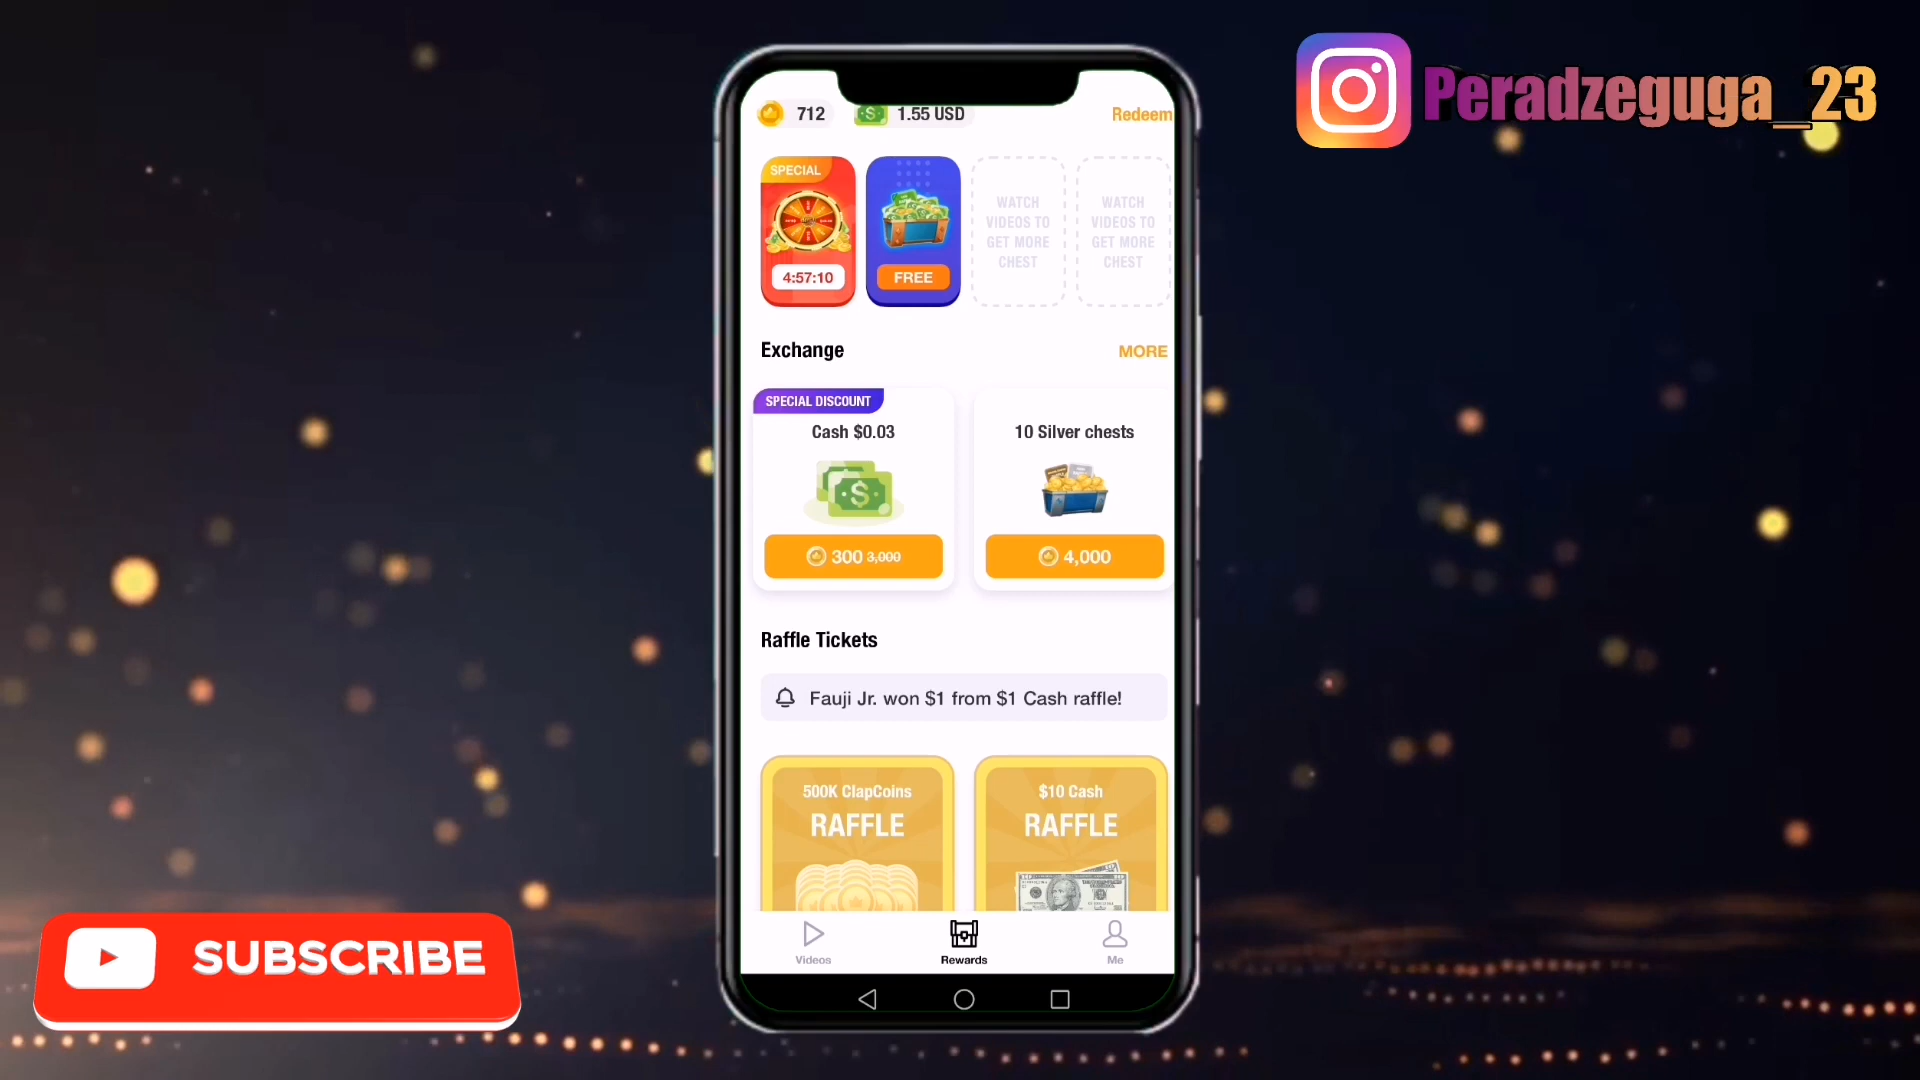 Peradzeguga_23
712
1.55 USD
Redeem
SPECIAL
4:57:10
FREE
WATCH
VIDEOS TO
GET MORE
CHEST
WATCH
VIDEOS TO
GET MORE
CHEST
Exchange
MORE
SPECIAL DISCOUNT
Cash $0.03
300 3,000
10 Silver chests
4,000
Raffle Tickets
Fauji Jr. won $1 from $1 Cash raffle!
500K ClapCoins
RAFFLE
$10 Cash
RAFFLE
Videos
Rewards
Me
SUBSCRIBE